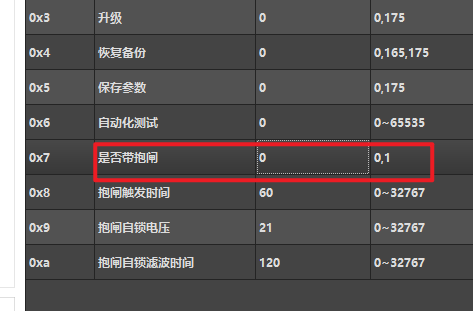 0x3 升级 0 0,175
0x4 恢复备份 0 0,165,175
0x5 保存参数 0 0,175
0x6 自动化测试 0 0~65535
0x7 是否带抱闸 0 0,1
0x8 抱闸触发时间 60 0~32767
0x9 抱闸自锁电压 21 0~32767
0xa 抱闸自锁滤波时间 120 0~32767